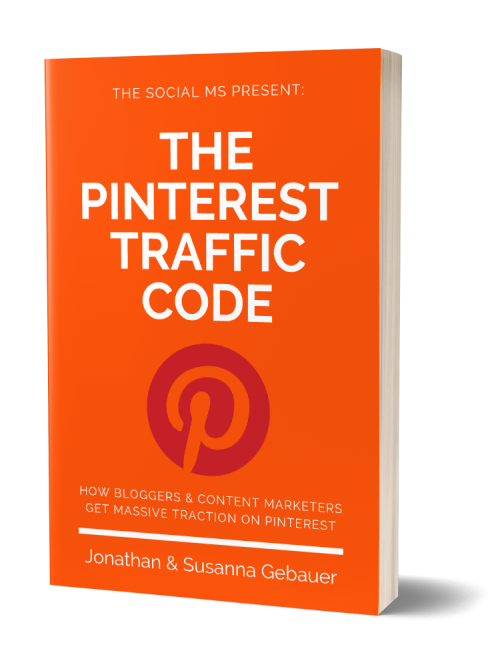 THE SOCIAL MS PRESENT:
THE
PINTEREST
TRAFFIC
CODE
HOW BLOGGERS & CONTENT MARKETERS
GET MASSIVE TRACTION ON PINTEREST
Jonathan & Susanna Gebauer